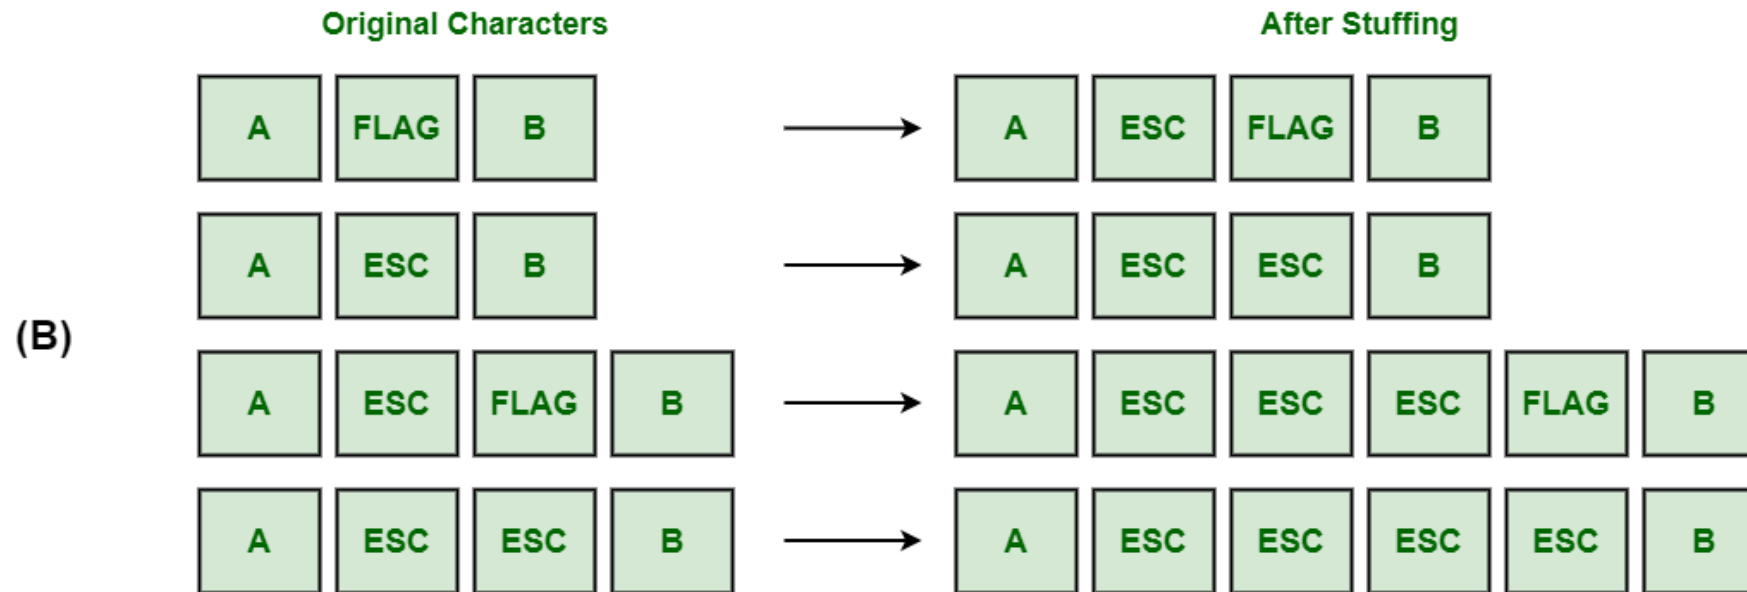 Original Characters After Stuffing
A FLAG B A ESC FLAG B
A ESC B A ESC ESC B
(B)
A ESC FLAG B A ESC ESC ESC FLAG B
A ESC ESC B A ESC ESC ESC ESC B